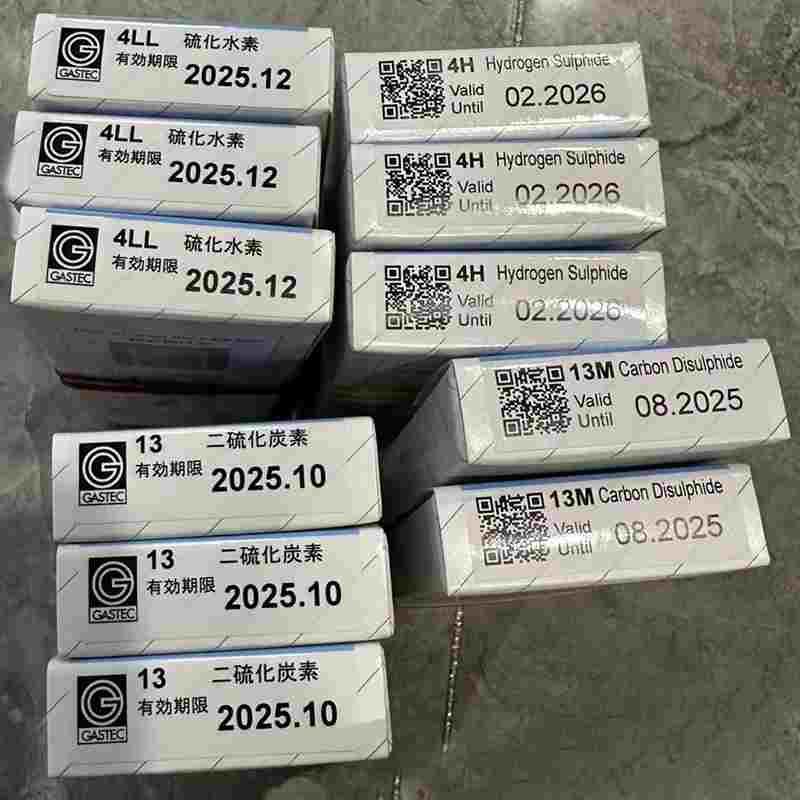 4LL 硫化水素
GASTEC
有効期限 2025.12
4LL 硫化水素
GASTEC
有効期限 2025.12
4LL 硫化水素
GASTEC
有効期限 2025.12
13 二硫化炭素
GASTEC
有効期限 2025.10
13 二硫化炭素
GASTEC
有効期限 2025.10
13 二硫化炭素
GASTEC
有効期限 2025.10
4H Hydrogen Sulphide
Valid Until 02.2026
4H Hydrogen Sulphide
Valid Until 02.2026
4H Hydrogen Sulphide
Valid Until 02.2026
13M Carbon Disulphide
Valid Until 08.2025
13M Carbon Disulphide
Valid Until 08.2025